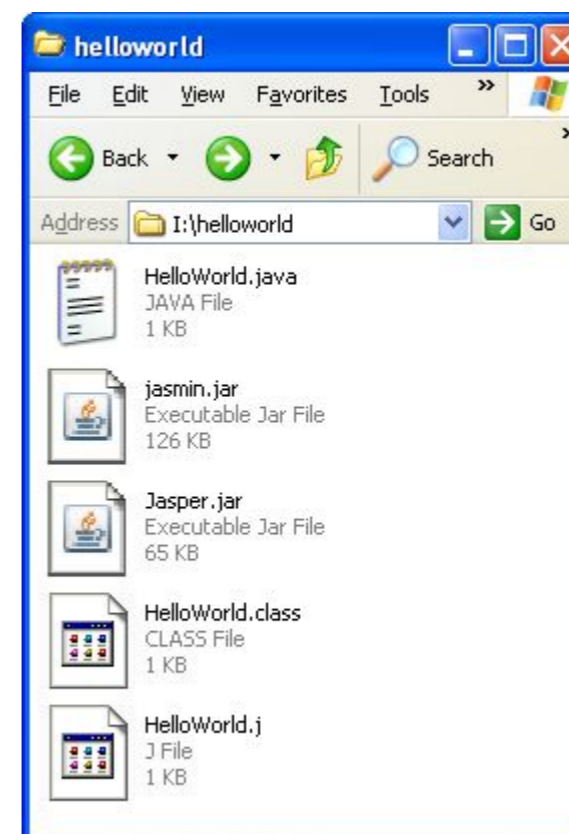 helloworld
File Edit View Favorites Tools »
Back Search »
Address I:\helloworld Go
HelloWorld.java
JAVA File
1 KB
jasmin.jar
Executable Jar File
126 KB
Jasper.jar
Executable Jar File
65 KB
HelloWorld.class
CLASS File
1 KB
HelloWorld.j
J File
1 KB